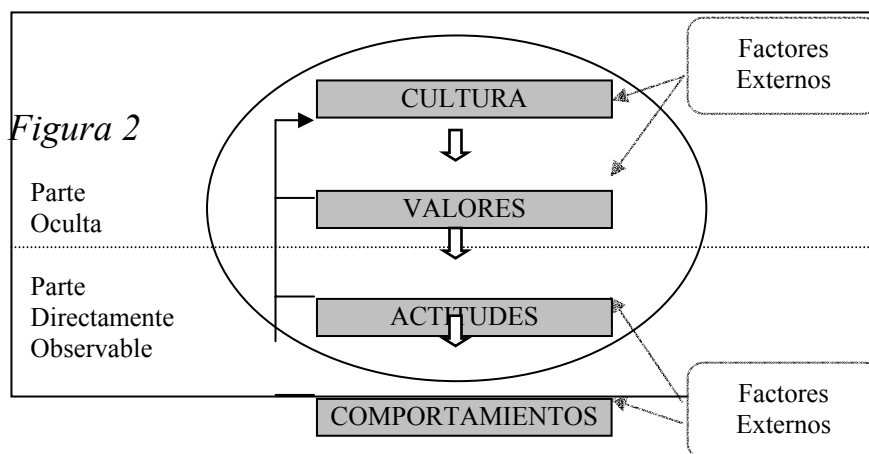 Factores
Externos
CULTURA
Figura 2
Parte
Oculta
VALORES
Parte
Directamente
Observable
ACTITUDES
Factores
Externos
COMPORTAMIENTOS